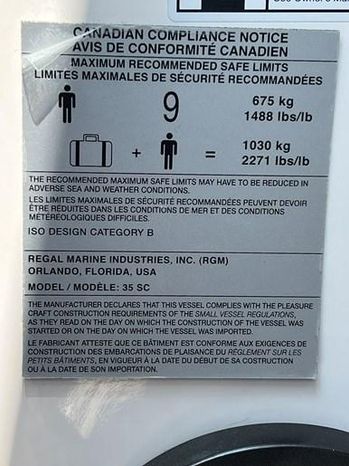 CANADIAN COMPLIANCE NOTICE
AVIS DE CONFORMITÉ CANADIEN
MAXIMUM RECOMMENDED SAFE LIMITS
LIMITES MAXIMALES DE SÉCURITÉ RECOMMANDÉES
9 675 kg
1488 lbs/lb
+ = 1030 kg
2271 lbs/lb
THE RECOMMENDED MAXIMUM SAFE LIMITS MAY HAVE TO BE REDUCED IN
ADVERSE SEA AND WEATHER CONDITIONS.
LES LIMITES MAXIMALES DE SÉCURITÉ RECOMMANDÉES PEUVENT DEVOIR
ÊTRE RÉDUITES DANS LES CONDITIONS DE MER ET DES CONDITIONS
MÉTÉOROLOGIQUES DIFFICILES.
ISO DESIGN CATEGORY B
REGAL MARINE INDUSTRIES, INC. (RGM)
ORLANDO, FLORIDA, USA
MODEL / MODÈLE: 35 SC
THE MANUFACTURER DECLARES THAT THIS VESSEL COMPLIES WITH THE PLEASURE
CRAFT CONSTRUCTION REQUIREMENTS OF THE SMALL VESSEL REGULATIONS,
AS THEY READ ON THE DAY ON WHICH THE CONSTRUCTION OF THE VESSEL WAS
STARTED OR ON THE DAY ON WHICH THE VESSEL WAS IMPORTED.
LE FABRICANT ATTESTE QUE CE BÂTIMENT EST CONFORME AUX EXIGENCES DE
CONSTRUCTION DES EMBARCATIONS DE PLAISANCE DU RÈGLEMENT SUR LES
PETITS BÂTIMENTS, EN VIGUEUR À LA DATE DU DÉBUT DE SA COSTRUCTION
OU À LA DATE DE SON IMPORTATION.